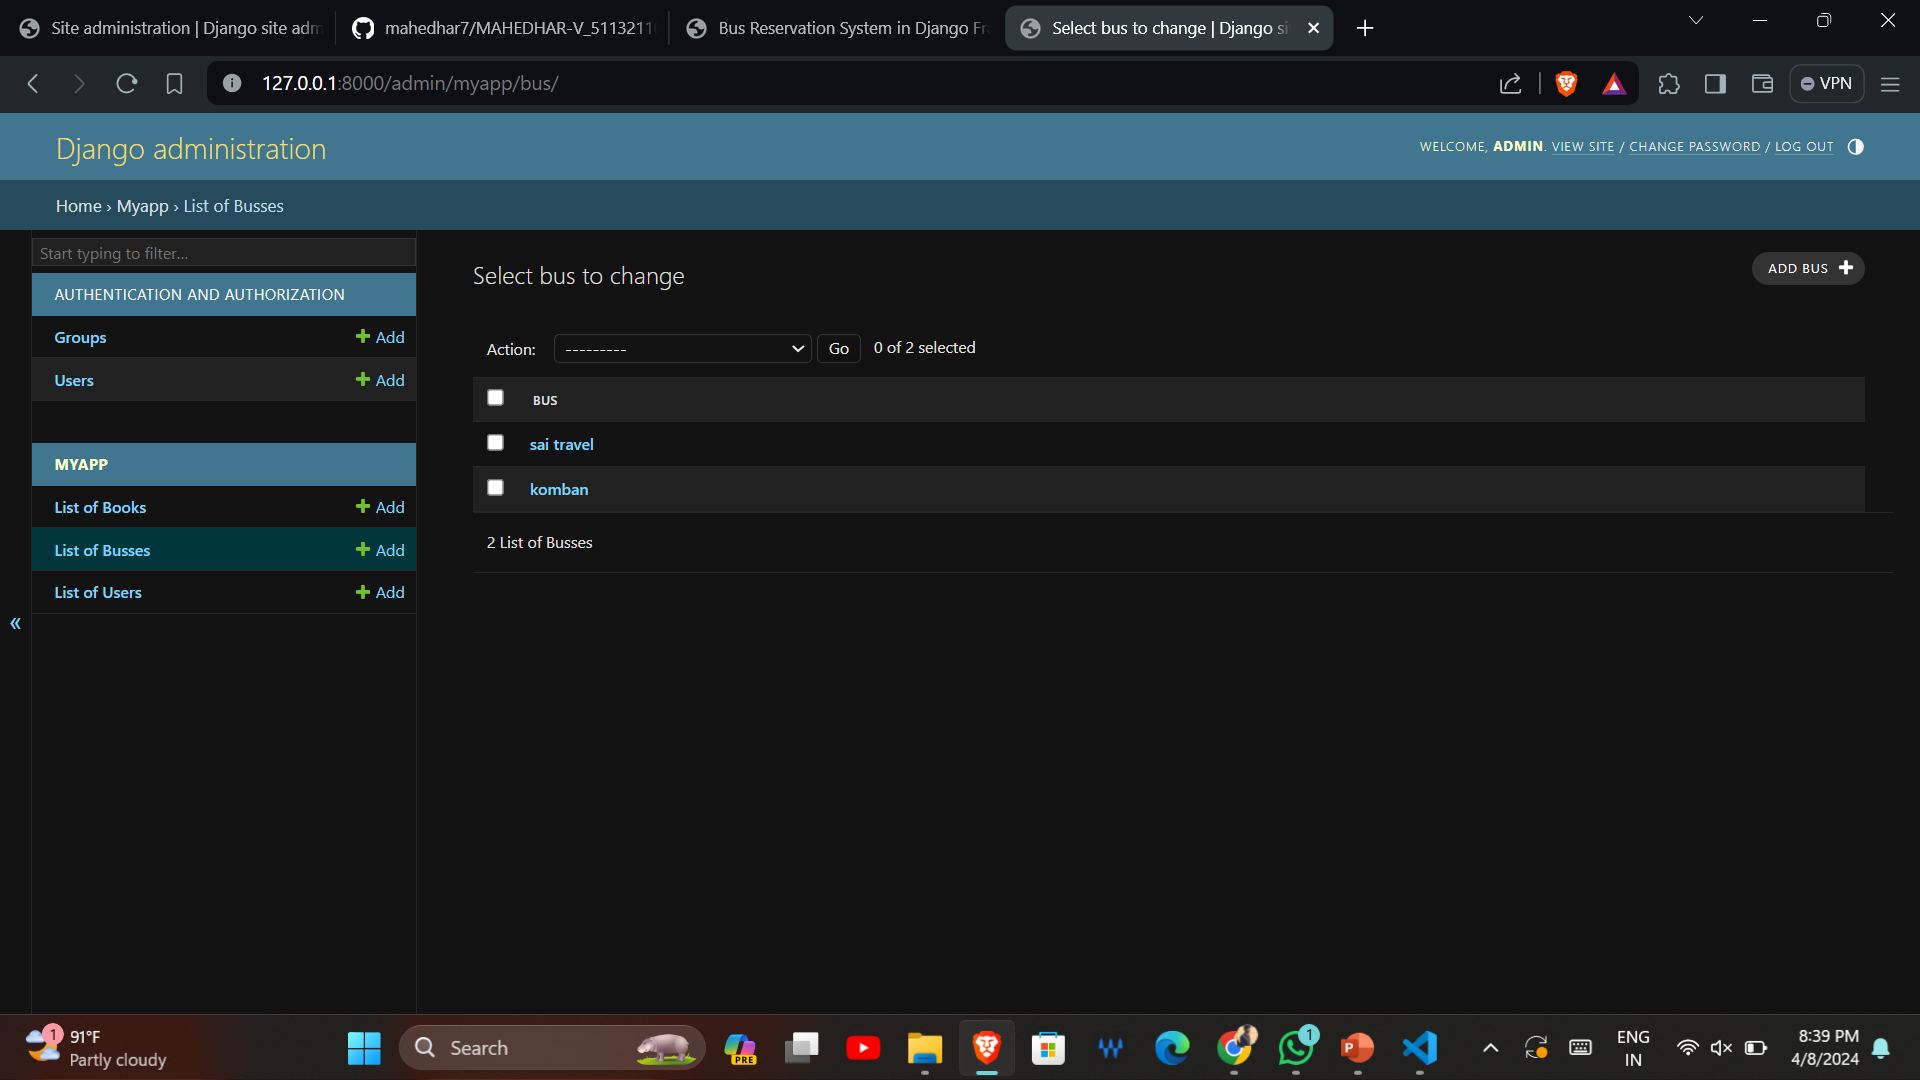 Site administration | Django site adm
mahedhar7/MAHEDHAR-V_5113211
Bus Reservation System in Django Fr
Select bus to change | Django si
127.0.0.1:8000/admin/myapp/bus/
VPN
Django administration
WELCOME, ADMIN. VIEW SITE / CHANGE PASSWORD / LOG OUT
Home › Myapp › List of Busses
Start typing to filter...
AUTHENTICATION AND AUTHORIZATION
Groups
Add
Users
Add
MYAPP
List of Books
Add
List of Busses
Add
List of Users
Add
«
Select bus to change
ADD BUS
Action:
---------
Go
0 of 2 selected
BUS
sai travel
komban
2 List of Busses
1
91°F
Partly cloudy
Search
PRE
1
ENG
IN
8:39 PM
4/8/2024